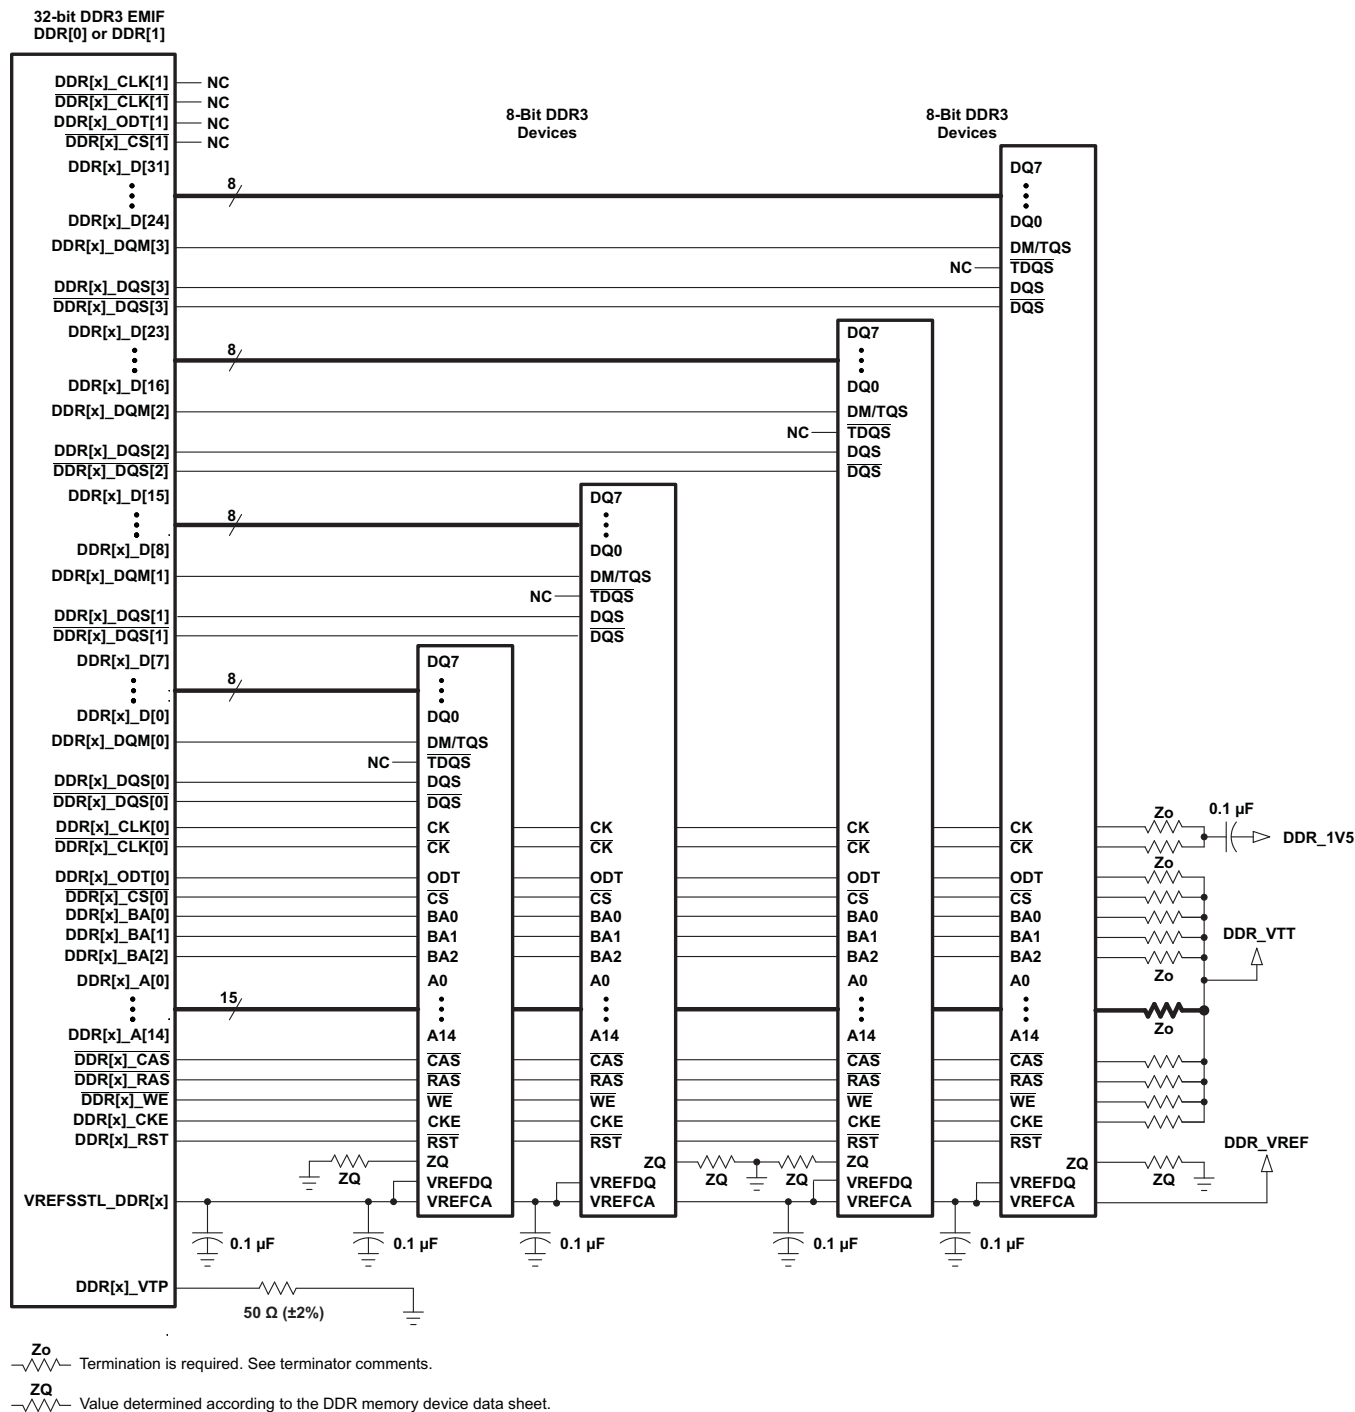 32-bit DDR3 EMIF
DDR[0] or DDR[1]
DDR[x]_CLK[1] NC
DDR[x]_CLK[1] NC
DDR[x]_ODT[1] NC
DDR[x]_CS[1] NC
8-Bit DDR3
Devices
8-Bit DDR3
Devices
DDR[x]_D[31] DQ7
8
DDR[x]_D[24] DQ0
DDR[x]_DQM[3] DM/TQS
NC TDQS
DDR[x]_DQS[3] DQS
DDR[x]_DQS[3] DQS
DDR[x]_D[23] DQ7
8
DDR[x]_D[16] DQ0
DDR[x]_DQM[2] DM/TQS
NC TDQS
DDR[x]_DQS[2] DQS
DDR[x]_DQS[2] DQS
DDR[x]_D[15] DQ7
8
DDR[x]_D[8] DQ0
DDR[x]_DQM[1] DM/TQS
NC TDQS
DDR[x]_DQS[1] DQS
DDR[x]_DQS[1] DQS
DDR[x]_D[7] DQ7
8
DDR[x]_D[0] DQ0
DDR[x]_DQM[0] DM/TQS
NC TDQS
DDR[x]_DQS[0] DQS
DDR[x]_DQS[0] DQS
Zo 0.1 µF
DDR[x]_CLK[0] CK CK CK CK
DDR_1V5
DDR[x]_CLK[0] CK CK CK CK
Zo
DDR[x]_ODT[0] ODT ODT ODT ODT
DDR[x]_CS[0] CS CS CS CS
DDR[x]_BA[0] BA0 BA0 BA0 BA0
DDR[x]_BA[1] BA1 BA1 BA1 BA1 DDR_VTT
DDR[x]_BA[2] BA2 BA2 BA2 BA2
Zo
DDR[x]_A[0] A0 A0 A0 A0
15
Zo
DDR[x]_A[14] A14 A14 A14 A14
DDR[x]_CAS CAS CAS CAS CAS
DDR[x]_RAS RAS RAS RAS RAS
DDR[x]_WE WE WE WE WE
DDR[x]_CKE CKE CKE CKE CKE
DDR[x]_RST RST RST RST RST DDR_VREF
ZQ ZQ ZQ ZQ
ZQ ZQ ZQ ZQ
VREFDQ VREFDQ VREFDQ VREFDQ
VREFSSTL_DDR[x] VREFCA VREFCA VREFCA VREFCA
0.1 µF 0.1 µF 0.1 µF 0.1 µF 0.1 µF
DDR[x]_VTP
50 Ω (±2%)
Zo
Termination is required. See terminator comments.
ZQ
Value determined according to the DDR memory device data sheet.